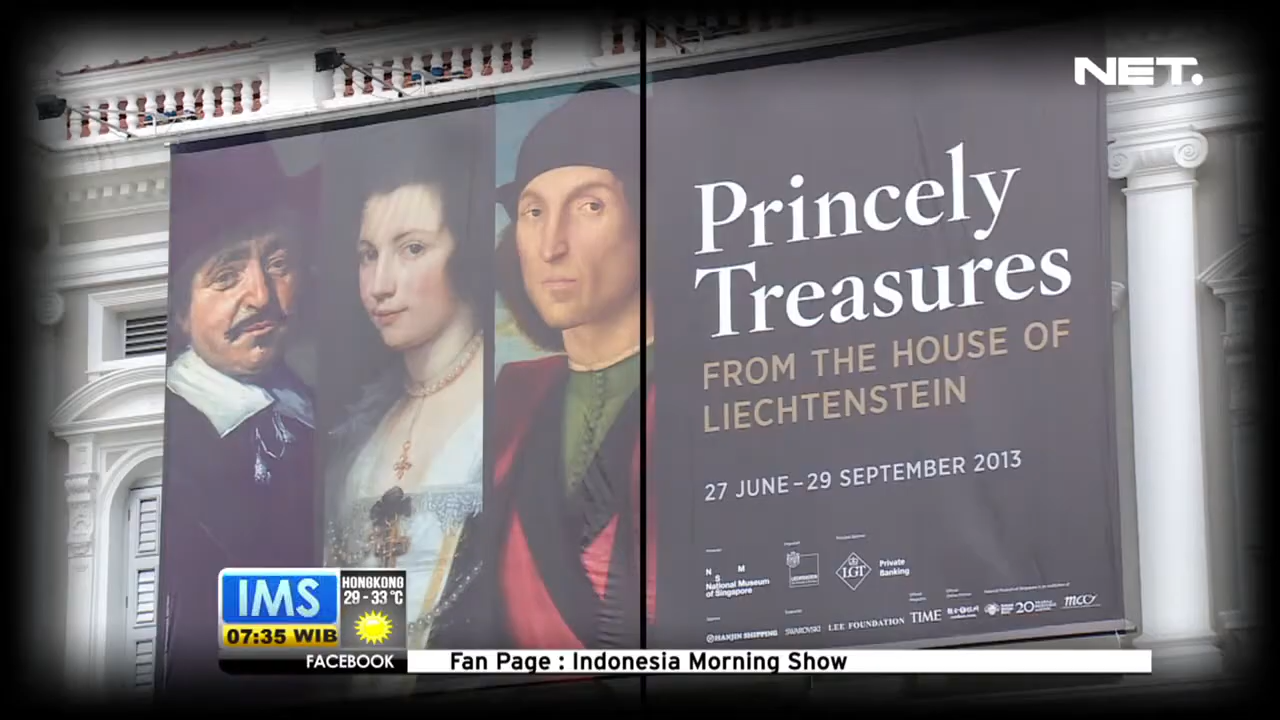 NET.
Princely
Treasures
FROM THE HOUSE OF
LIECHTENSTEIN
27 JUNE – 29 SEPTEMBER 2013
N M
S
National Museum
of Singapore
LGT
Private
Banking
HANJIN SHIPPING
SWAROVSKI
LEE FOUNDATION
TIME
20
mccy
IMS
HONGKONG
29 - 33 °C
07:35 WIB
FACEBOOK
Fan Page : Indonesia Morning Show